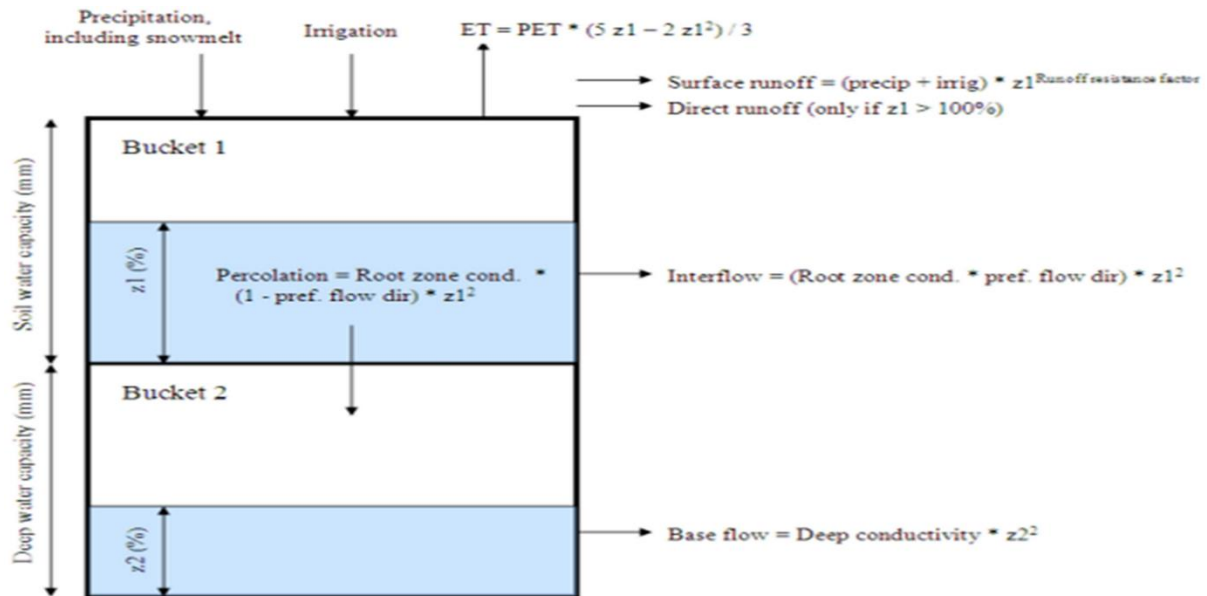 Precipitation,
including snowmelt
Irrigation
ET = PET * (5 z1 – 2 z1²) / 3
Surface runoff = (precip + irrig) * z1^Runoff resistance factor
Direct runoff (only if z1 > 100%)
Bucket 1
Soil water capacity (mm)
z1 (%)
Percolation = Root zone cond. *
(1 - pref. flow dir) * z1²
Interflow = (Root zone cond. * pref. flow dir) * z1²
Bucket 2
Deep water capacity (mm)
z2 (%)
Base flow = Deep conductivity * z2²